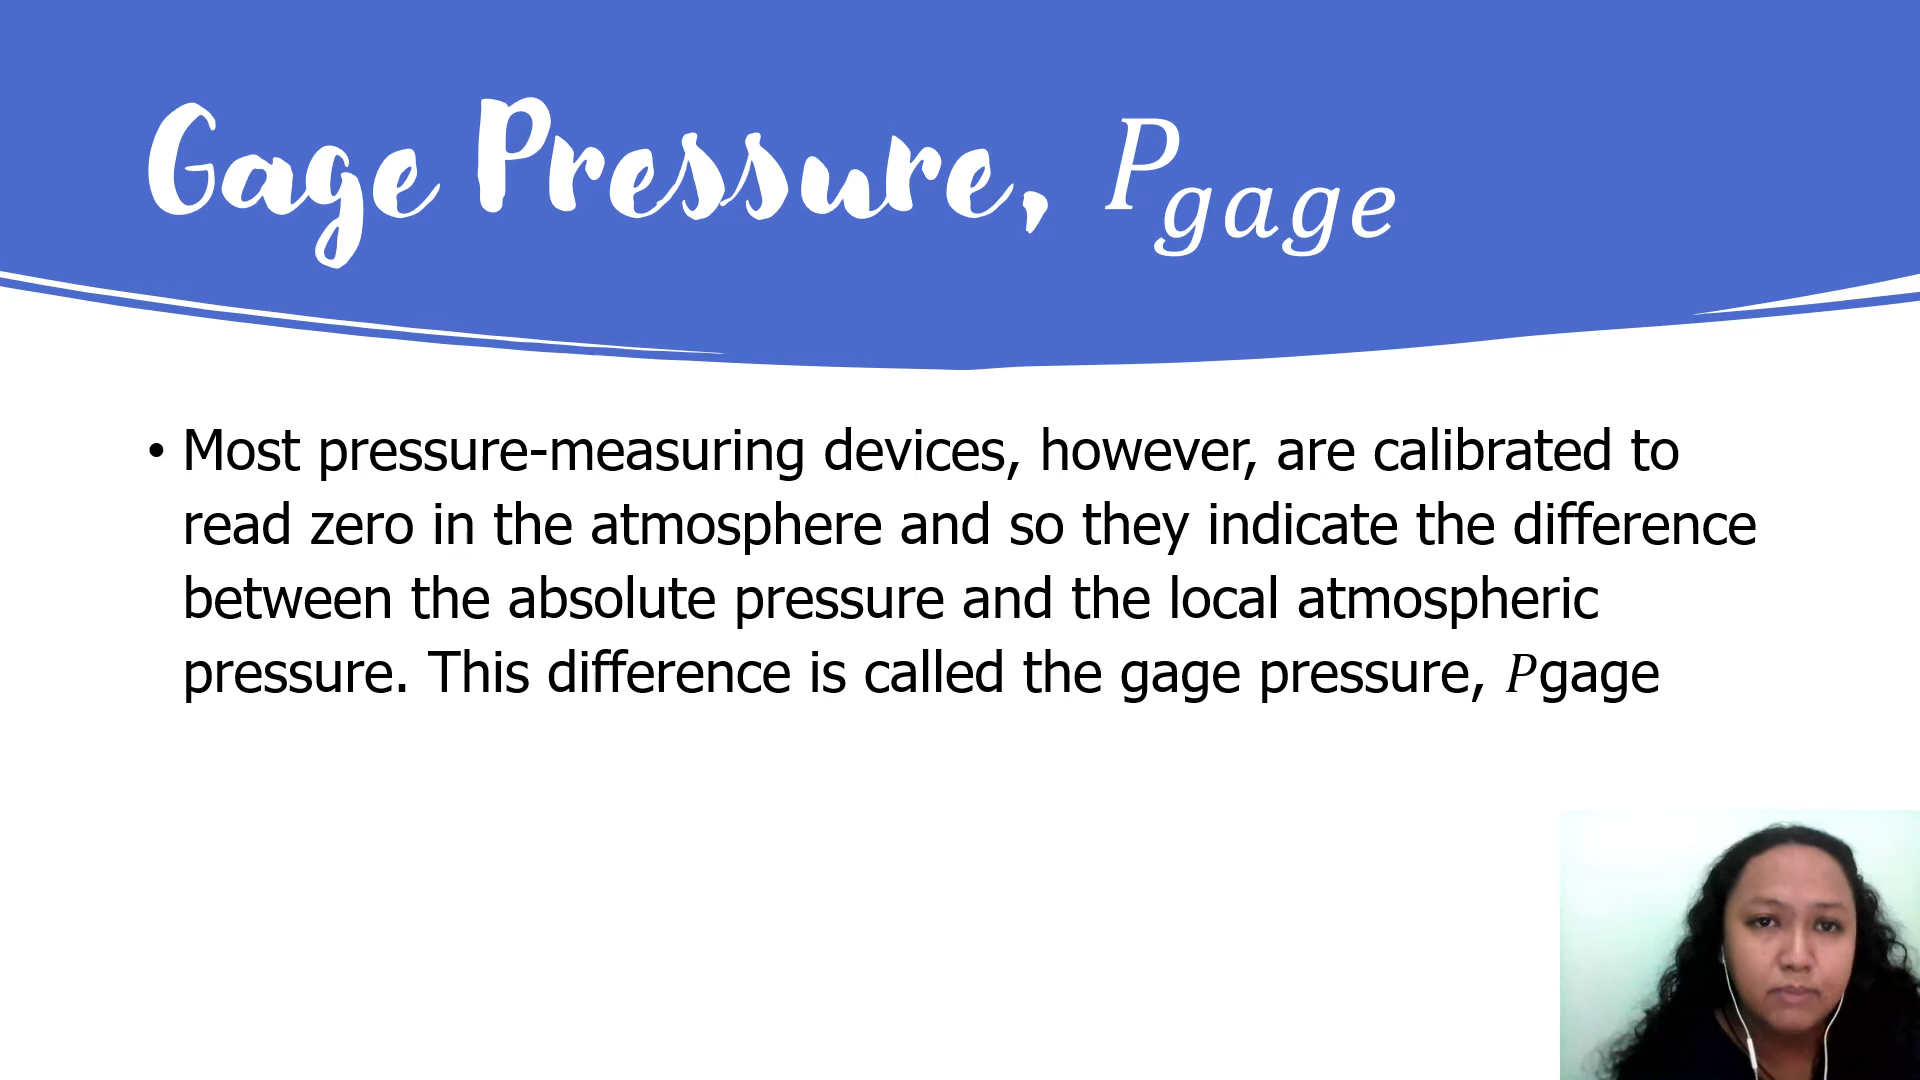 Gage Pressure, P_gage
• Most pressure-measuring devices, however, are calibrated to
read zero in the atmosphere and so they indicate the difference
between the absolute pressure and the local atmospheric
pressure. This difference is called the gage pressure, Pgage